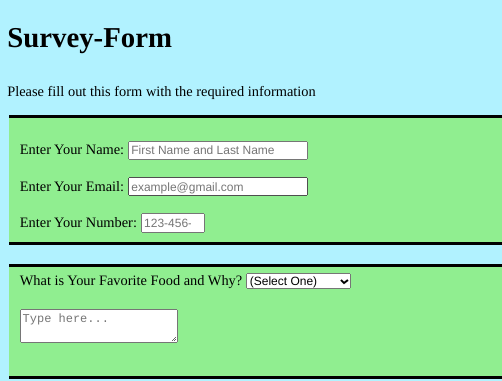 Survey-Form
Please fill out this form with the required information
Enter Your Name: First Name and Last Name
Enter Your Email: example@gmail.com
Enter Your Number: 123-456-
What is Your Favorite Food and Why? (Select One)
Type here...